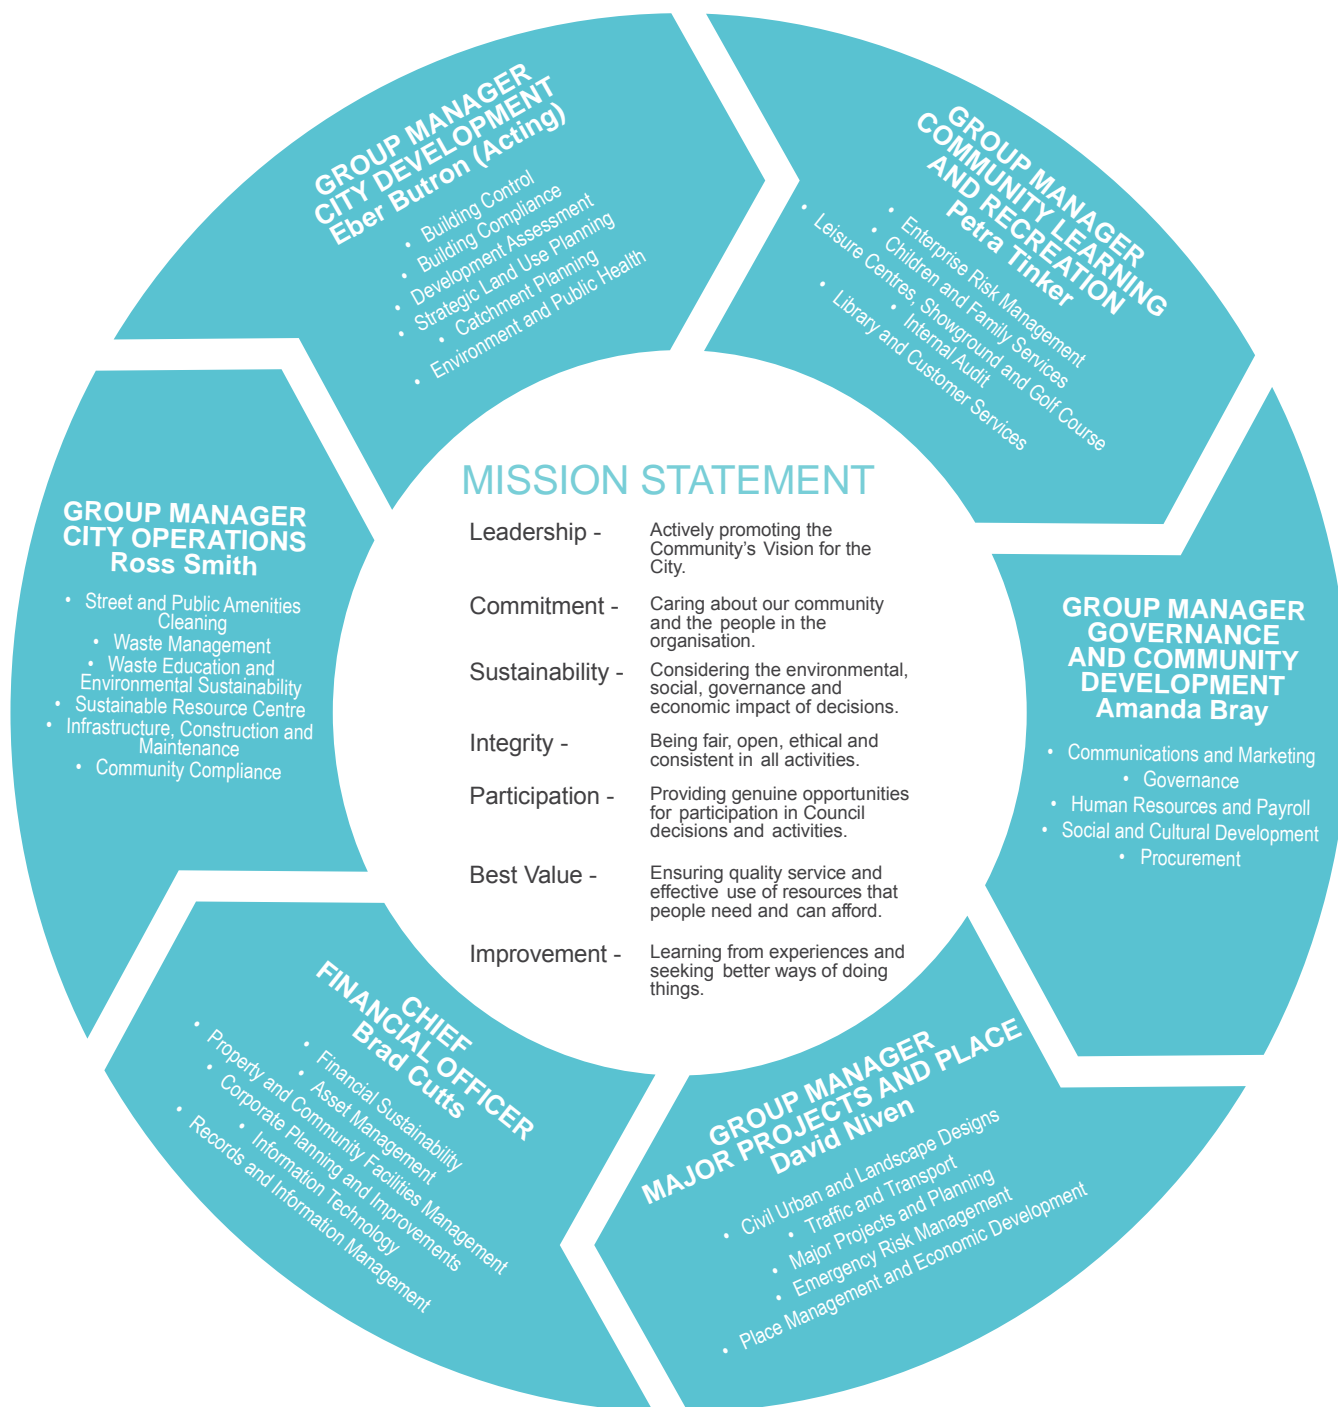 GROUP MANAGER
CITY DEVELOPMENT
Eber Butron (Acting)
• Building Control
• Building Compliance
• Development Assessment
• Strategic Land Use Planning
• Catchment Planning
• Environment and Public Health
GROUP MANAGER
COMMUNITY LEARNING
AND RECREATION
Petra Tinker
• Enterprise Risk Management
• Children and Family Services
• Leisure Centres, Showground and Golf Course
• Internal Audit
• Library and Customer Services
GROUP MANAGER
GOVERNANCE
AND COMMUNITY
DEVELOPMENT
Amanda Bray
• Communications and Marketing
• Governance
• Human Resources and Payroll
• Social and Cultural Development
• Procurement
GROUP MANAGER
MAJOR PROJECTS AND PLACE
David Niven
• Civil Urban and Landscape Designs
• Traffic and Transport
• Major Projects and Planning
• Emergency Risk Management
• Place Management and Economic Development
CHIEF
FINANCIAL OFFICER
Brad Cutts
• Financial Sustainability
• Asset Management
• Property and Community Facilities Management
• Corporate Planning and Improvements
• Information Technology
• Records and Information Management
GROUP MANAGER
CITY OPERATIONS
Ross Smith
• Street and Public Amenities
Cleaning
• Waste Management
• Waste Education and
Environmental Sustainability
• Sustainable Resource Centre
• Infrastructure, Construction and
Maintenance
• Community Compliance
MISSION STATEMENT
Leadership - Actively promoting the
Community’s Vision for the
City.
Commitment - Caring about our community
and the people in the
organisation.
Sustainability - Considering the environmental,
social, governance and
economic impact of decisions.
Integrity - Being fair, open, ethical and
consistent in all activities.
Participation - Providing genuine opportunities
for participation in Council
decisions and activities.
Best Value - Ensuring quality service and
effective use of resources that
people need and can afford.
Improvement - Learning from experiences and
seeking better ways of doing
things.